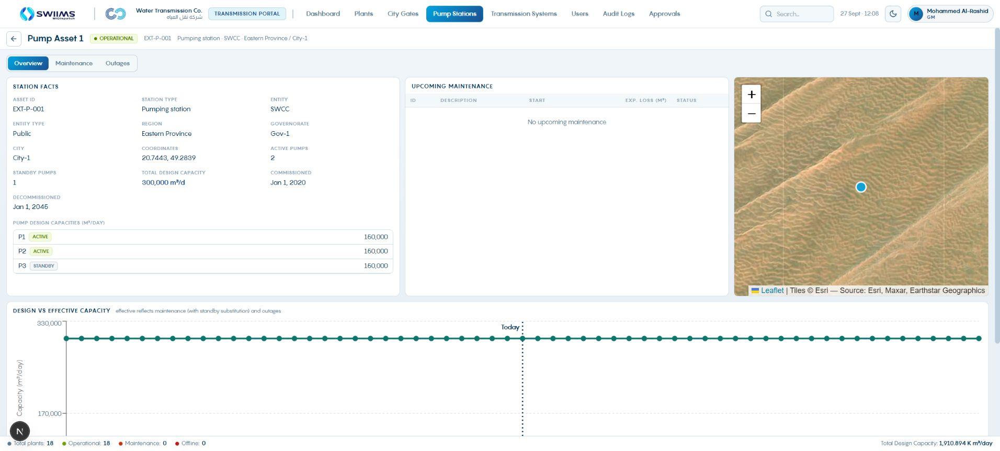 SWIIMS
WIDispatch
Water Transmission Co.
شركة نقل المياه
TRANSMISSION PORTAL
Dashboard
Plants
City Gates
Pump Stations
Transmission Systems
Users
Audit Logs
Approvals
Search...
27 Sept · 12:08
M
Mohammed Al-Rashid
GM
Pump Asset 1
OPERATIONAL
EXT-P-001
Pumping station · SWCC · Eastern Province / City-1
Overview
Maintenance
Outages
STATION FACTS
ASSET ID
STATION TYPE
ENTITY
EXT-P-001
Pumping station
SWCC
ENTITY TYPE
REGION
GOVERNORATE
Public
Eastern Province
Gov-1
CITY
COORDINATES
ACTIVE PUMPS
City-1
20.7443, 49.2839
2
STANDBY PUMPS
TOTAL DESIGN CAPACITY
COMMISSIONED
1
300,000 m³/d
Jan 1, 2020
DECOMMISSIONED
Jan 1, 2045
PUMP DESIGN CAPACITIES (M³/DAY)
P1 ACTIVE 150,000
P2 ACTIVE 150,000
P3 STANDBY 150,000
UPCOMING MAINTENANCE
ID DESCRIPTION START EXP. LOSS (M³) STATUS
No upcoming maintenance
+
−
Leaflet | Tiles © Esri — Source: Esri, Maxar, Earthstar Geographics
DESIGN VS EFFECTIVE CAPACITY effective reflects maintenance (with standby substitution) and outages
330,000
Today
Capacity (m³/day)
170,000
N
Total plants: 18
Operational: 18
Maintenance: 0
Offline: 0
Total Design Capacity: 1,910.894 K m³/day